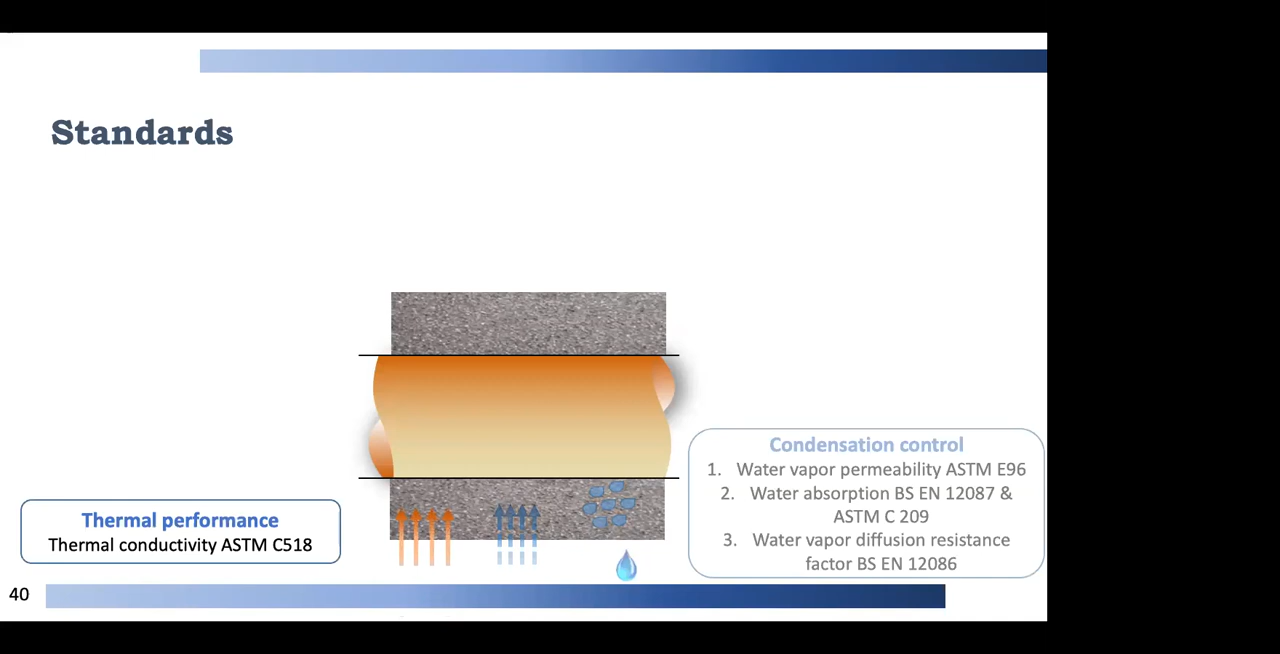 Standards
Thermal performance
Thermal conductivity ASTM C518
Condensation control
1. Water vapor permeability ASTM E96
2. Water absorption BS EN 12087 &
ASTM C 209
3. Water vapor diffusion resistance
factor BS EN 12086
40